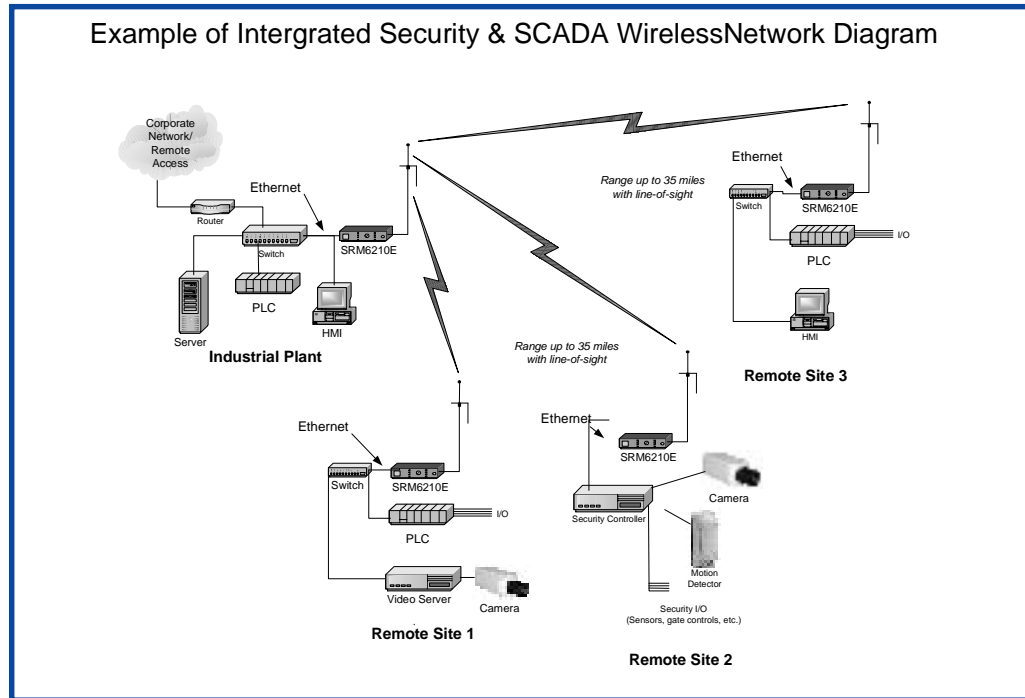 Example of Intergrated Security & SCADA WirelessNetwork Diagram
Corporate
Network/
Remote
Access
Ethernet
Router
Switch
SRM6210E
PLC
HMI
Server
Industrial Plant
Range up to 35 miles
with line-of-sight
Ethernet
Switch
SRM6210E
I/O
PLC
HMI
Remote Site 3
Range up to 35 miles
with line-of-sight
Ethernet
Switch
SRM6210E
I/O
PLC
Video Server
Camera
Remote Site 1
Ethernet
SRM6210E
Security Controller
Camera
Motion
Detector
Security I/O
(Sensors, gate controls, etc.)
Remote Site 2